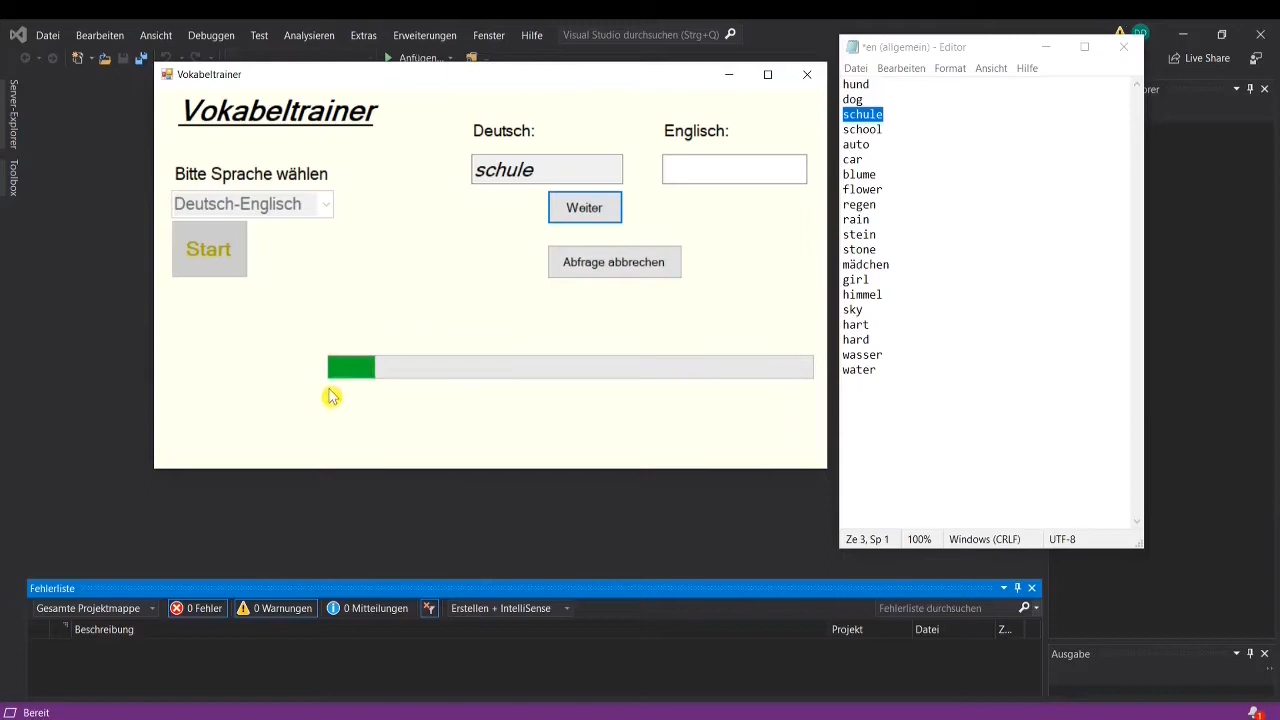 Datei Bearbeiten Ansicht Debuggen Test Analysieren Extras Erweiterungen Fenster Hilfe Visual Studio durchsuchen (Strg+Q)
Anfügen...
Live Share
Server-Explorer
Toolbox
Vokabeltrainer
Vokabeltrainer
Deutsch: Englisch:
Bitte Sprache wählen
schule
Deutsch-Englisch
Weiter
Start
Abfrage abbrechen
*en (allgemein) - Editor
Datei Bearbeiten Format Ansicht Hilfe
hund
dog
schule
school
auto
car
blume
flower
regen
rain
stein
stone
mädchen
girl
himmel
sky
hart
hard
wasser
water
Ze 3, Sp 1 100% Windows (CRLF) UTF-8
Fehlerliste
Gesamte Projektmappe 0 Fehler 0 Warnungen 0 Mitteilungen Erstellen + IntelliSense Fehlerliste durchsuchen
Beschreibung Projekt Datei Z...
Ausgabe
Bereit